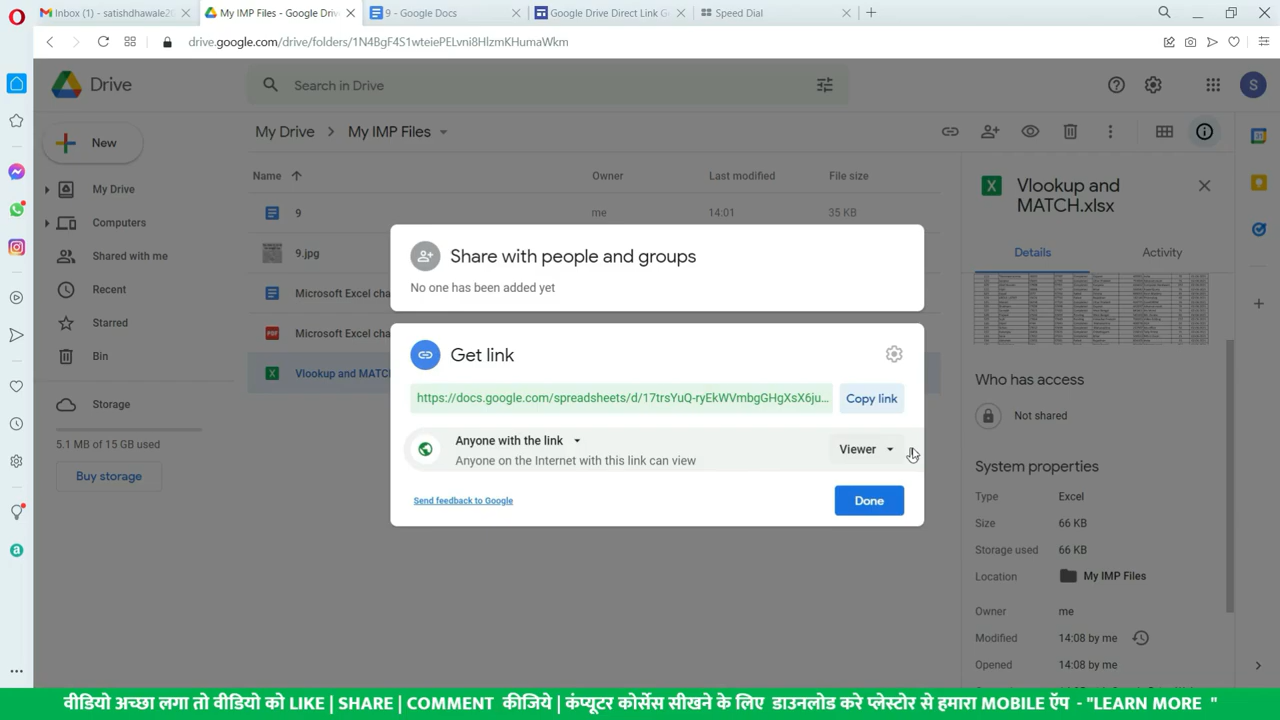 Inbox (1) - satishdhawale20
My IMP Files - Google Driv
9 - Google Docs
Google Drive Direct Link G
Speed Dial
drive.google.com/drive/folders/1N4BgF4S1wteiePELvni8HlzmKHumaWkm
Drive
Search in Drive
S
New
My Drive
Computers
Shared with me
Recent
Starred
Bin
Storage
5.1 MB of 15 GB used
Buy storage
My Drive > My IMP Files
Name Owner Last modified File size
9 me 14:01 35 KB
9.jpg
Microsoft Excel cha
Microsoft Excel cha
Vlookup and MATC
Share with people and groups
No one has been added yet
Get link
https://docs.google.com/spreadsheets/d/17trsYuQ-ryEkWVmbgGHgXsX6ju...
Copy link
Anyone with the link
Anyone on the Internet with this link can view
Viewer
Send feedback to Google
Done
Vlookup and
MATCH.xlsx
Details Activity
Who has access
Not shared
System properties
Type Excel
Size 66 KB
Storage used 66 KB
Location My IMP Files
Owner me
Modified 14:08 by me
Opened 14:08 by me
वीडियो अच्छा लगा तो वीडियो को LIKE | SHARE | COMMENT कीजिये | कंप्यूटर कोर्सेस सीखने के लिए डाउनलोड करे प्लेस्टोर से हमारा MOBILE ऍप - "LEARN MORE "